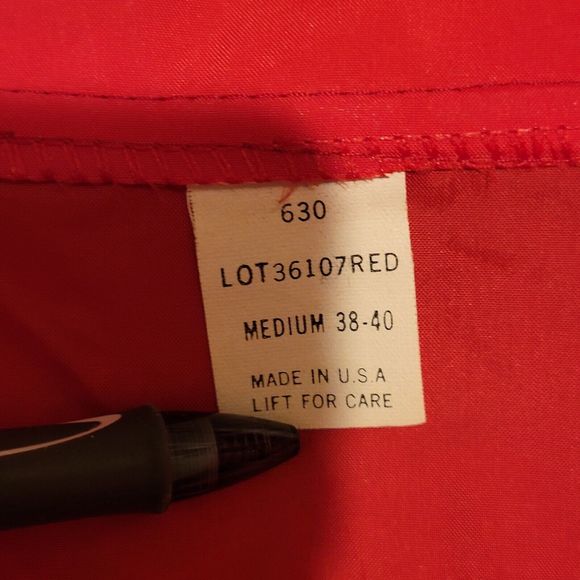 630
LOT36107RED
MEDIUM 38-40
MADE IN U.S.A
LIFT FOR CARE